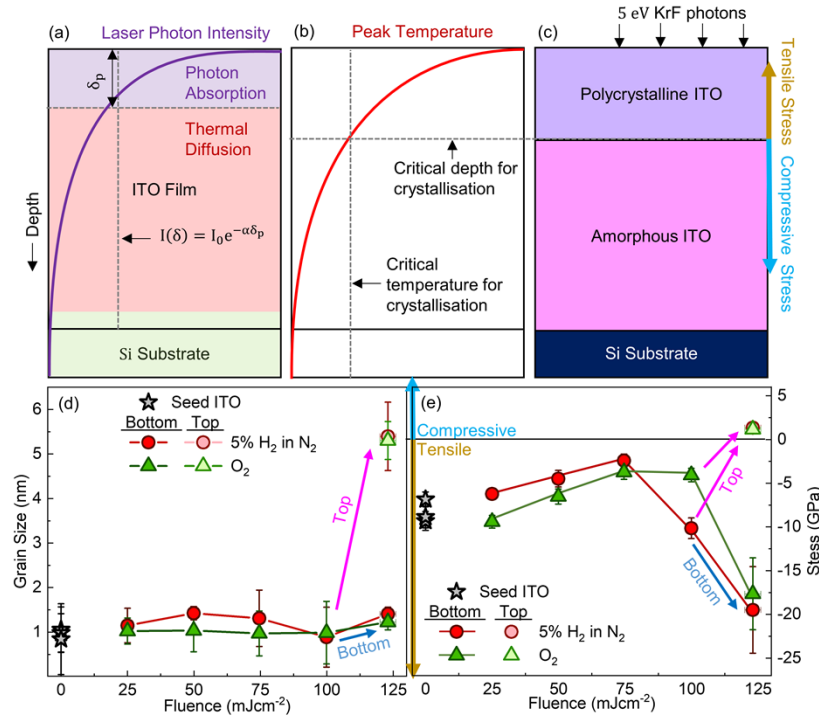 (a) Laser Photon Intensity
δp
Photon
Absorption
Thermal
Diffusion
ITO Film
I(δ) = I0e^−αδp
Depth
Si Substrate
(b) Peak Temperature
Critical depth for
crystallisation
Critical
temperature for
crystallisation
(c) 5 eV KrF photons
Polycrystalline ITO
Amorphous ITO
Si Substrate
Tensile Stress
Compressive Stress
(d)
Seed ITO
Bottom Top
5% H2 in N2
O2
Top
Bottom
Grain Size (nm)
6
5
4
3
2
1
0 25 50 75 100 125
Fluence (mJcm-2)
(e)
Compressive
Tensile
Top
Bottom
Seed ITO
Bottom Top
5% H2 in N2
O2
5
0
-5
-10
-15
-20
-25
Stess (GPa)
0 25 50 75 100 125
Fluence (mJcm-2)